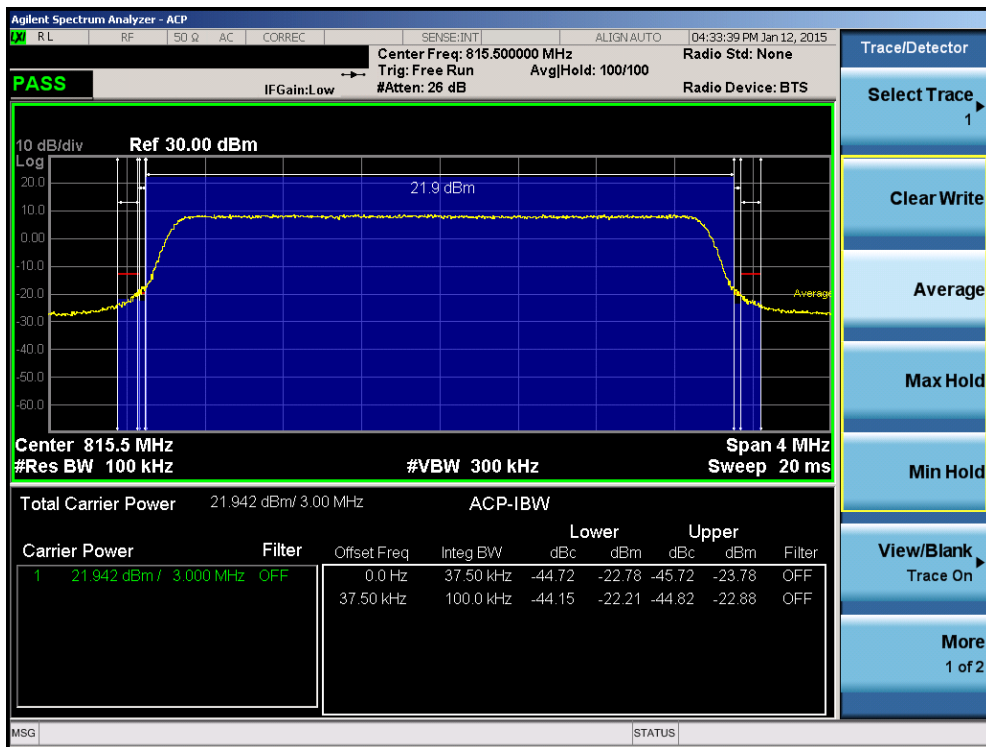 Agilent Spectrum Analyzer - ACP
LXI RL RF 50 Ω AC CORREC SENSE:INT ALIGN AUTO 04:33:39 PM Jan 12, 2015
Center Freq: 815.500000 MHz Radio Std: None
Trig: Free Run Avg|Hold: 100/100
PASS IFGain:Low #Atten: 26 dB Radio Device: BTS
10 dB/div Ref 30.00 dBm
Log
20.0
21.9 dBm
10.0
0.00
-10.0
-20.0
Average
-30.0
-40.0
-50.0
-60.0
Center 815.5 MHz Span 4 MHz
#Res BW 100 kHz #VBW 300 kHz Sweep 20 ms
Total Carrier Power 21.942 dBm/ 3.00 MHz ACP-IBW
Lower Upper
Carrier Power Filter Offset Freq Integ BW dBc dBm dBc dBm Filter
1 21.942 dBm / 3.000 MHz OFF 0.0 Hz 37.50 kHz -44.72 -22.78 -45.72 -23.78 OFF
37.50 kHz 100.0 kHz -44.15 -22.21 -44.82 -22.88 OFF
MSG STATUS
Trace/Detector
Select Trace
1
Clear Write
Average
Max Hold
Min Hold
View/Blank
Trace On
More
1 of 2